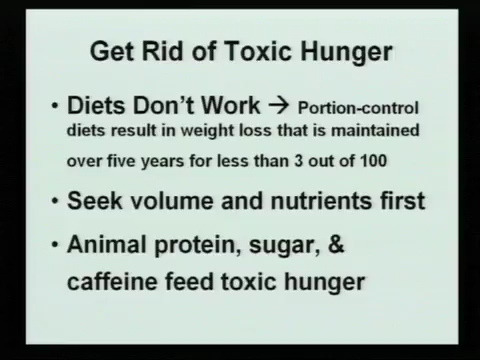 Get Rid of Toxic Hunger
• Diets Don't Work → Portion-control
diets result in weight loss that is maintained
over five years for less than 3 out of 100
• Seek volume and nutrients first
• Animal protein, sugar, &
caffeine feed toxic hunger